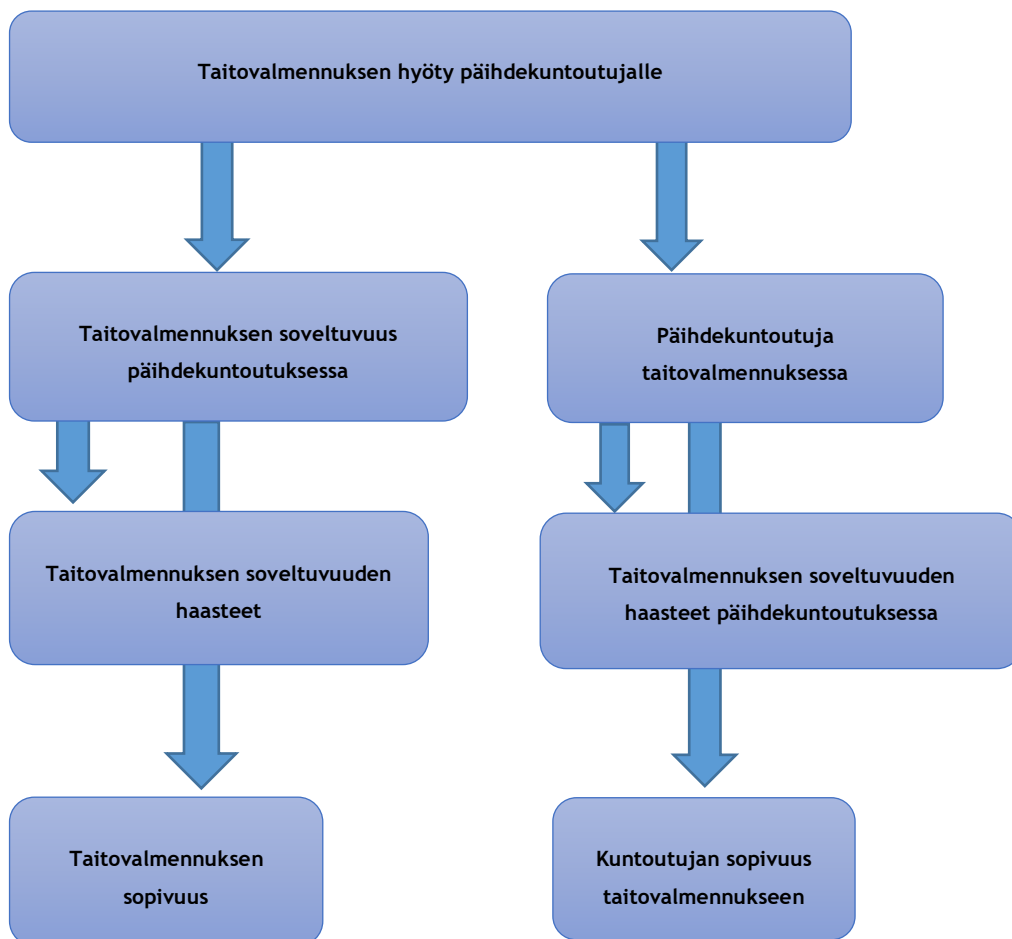 Taitovalmennuksen hyöty päihdekuntoutujalle
Taitovalmennuksen soveltuvuus
päihdekuntoutuksessa
Päihdekuntoutuja
taitovalmennuksessa
Taitovalmennuksen soveltuvuuden
haasteet
Taitovalmennuksen soveltuvuuden
haasteet päihdekuntoutuksessa
Taitovalmennuksen
sopivuus
Kuntoutujan sopivuus
taitovalmennukseen